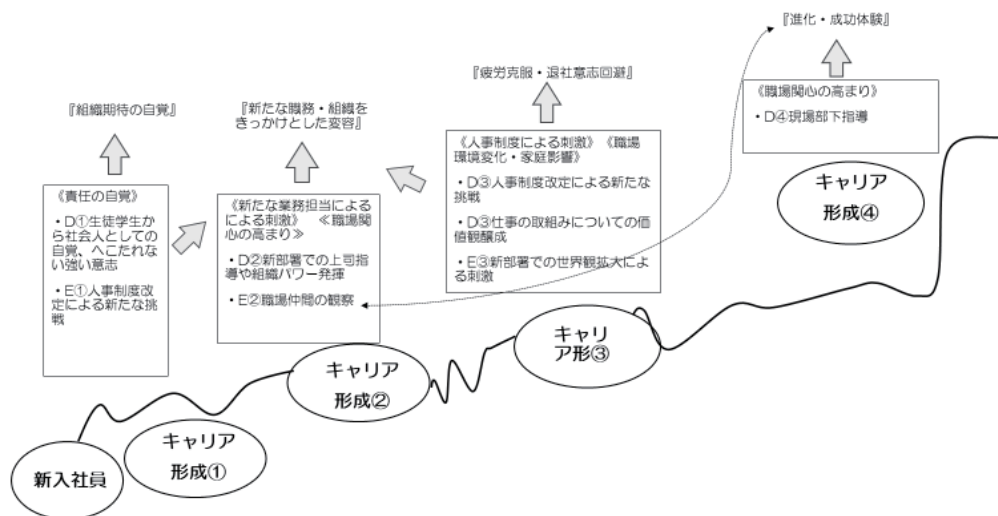 『組織期待の自覚』
《責任の自覚》
・D①生徒学生か
ら社会人としての
自覚、へこたれない
強い意志
・E①人事制度改
定による新たな挑
戦
『新たな職務・組織を
きっかけとした変容』
《新たな業務担当による
による刺激》 ≪職場関
心の高まり≫
・D②新部署での上司指
導や組織パワー発揮
・E②職場仲間の観察
『疲労克服・退社意志回避』
《人事制度による刺激》《職場
環境変化・家庭影響》
・D③人事制度改定による新たな
挑戦
・D③仕事の取組みについての価
値観醸成
・E③新部署での世界観拡大によ
る刺激
『進化・成功体験』
《職場関心の高まり》
・D④現場部下指導
新入社員
キャリア
形成①
キャリア
形成②
キャリ
ア形③
キャリア
形成④